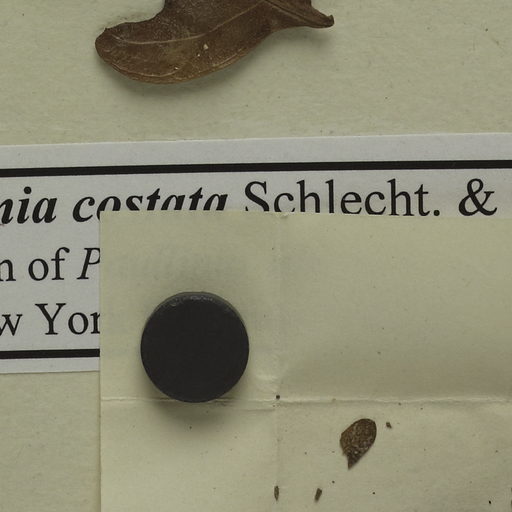 nia costata Schlecht. &
n of P
w Yor